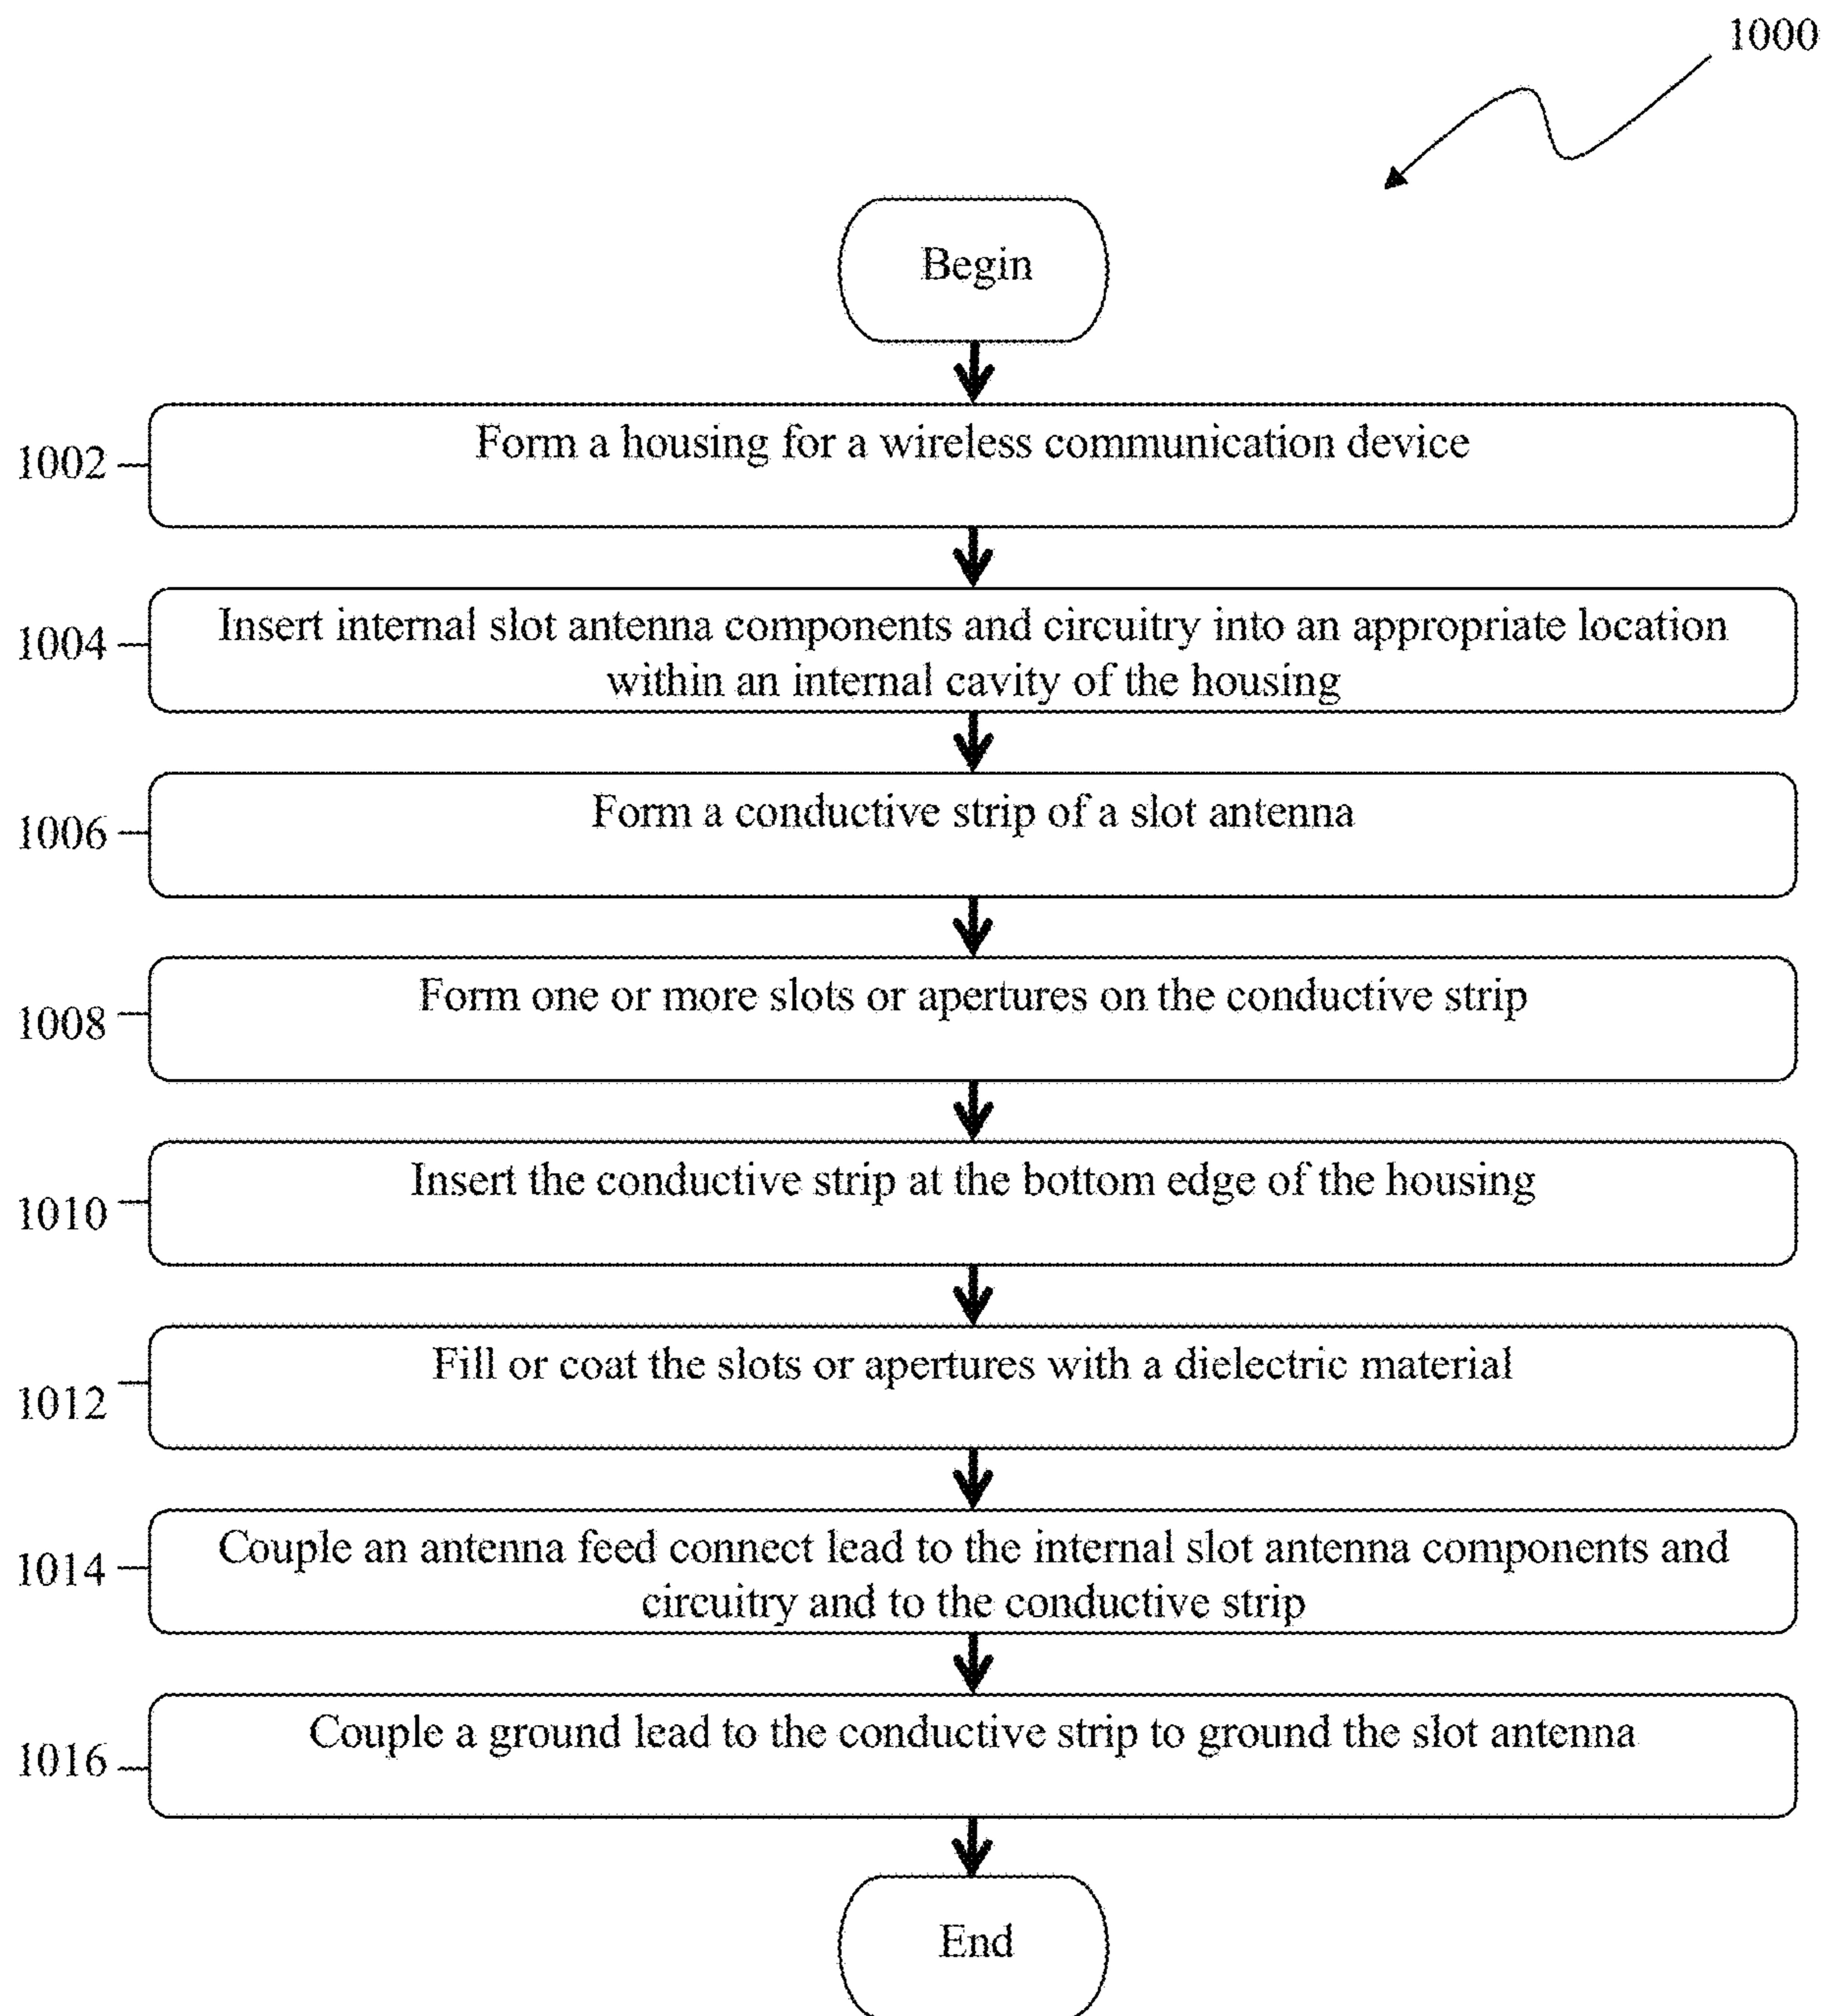 1000
Begin
1002
Form a housing for a wireless communication device
1004
Insert internal slot antenna components and circuitry into an appropriate location
within an internal cavity of the housing
1006
Form a conductive strip of a slot antenna
1008
Form one or more slots or apertures on the conductive strip
1010
Insert the conductive strip at the bottom edge of the housing
1012
Fill or coat the slots or apertures with a dielectric material
1014
Couple an antenna feed connect lead to the internal slot antenna components and
circuitry and to the conductive strip
1016
Couple a ground lead to the conductive strip to ground the slot antenna
End